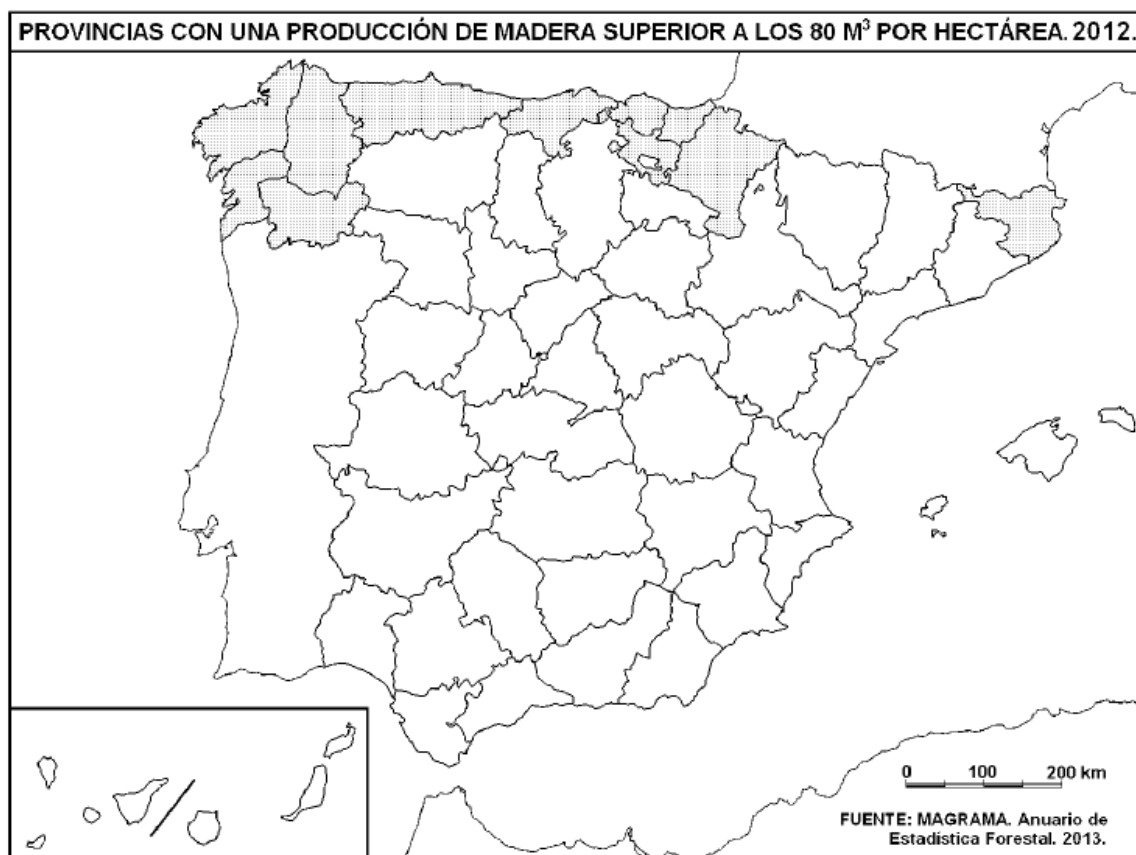 PROVINCIAS CON UNA PRODUCCIÓN DE MADERA SUPERIOR A LOS 80 M³ POR HECTÁREA. 2012.
0 100 200 km
FUENTE: MAGRAMA. Anuario de
Estadística Forestal. 2013.